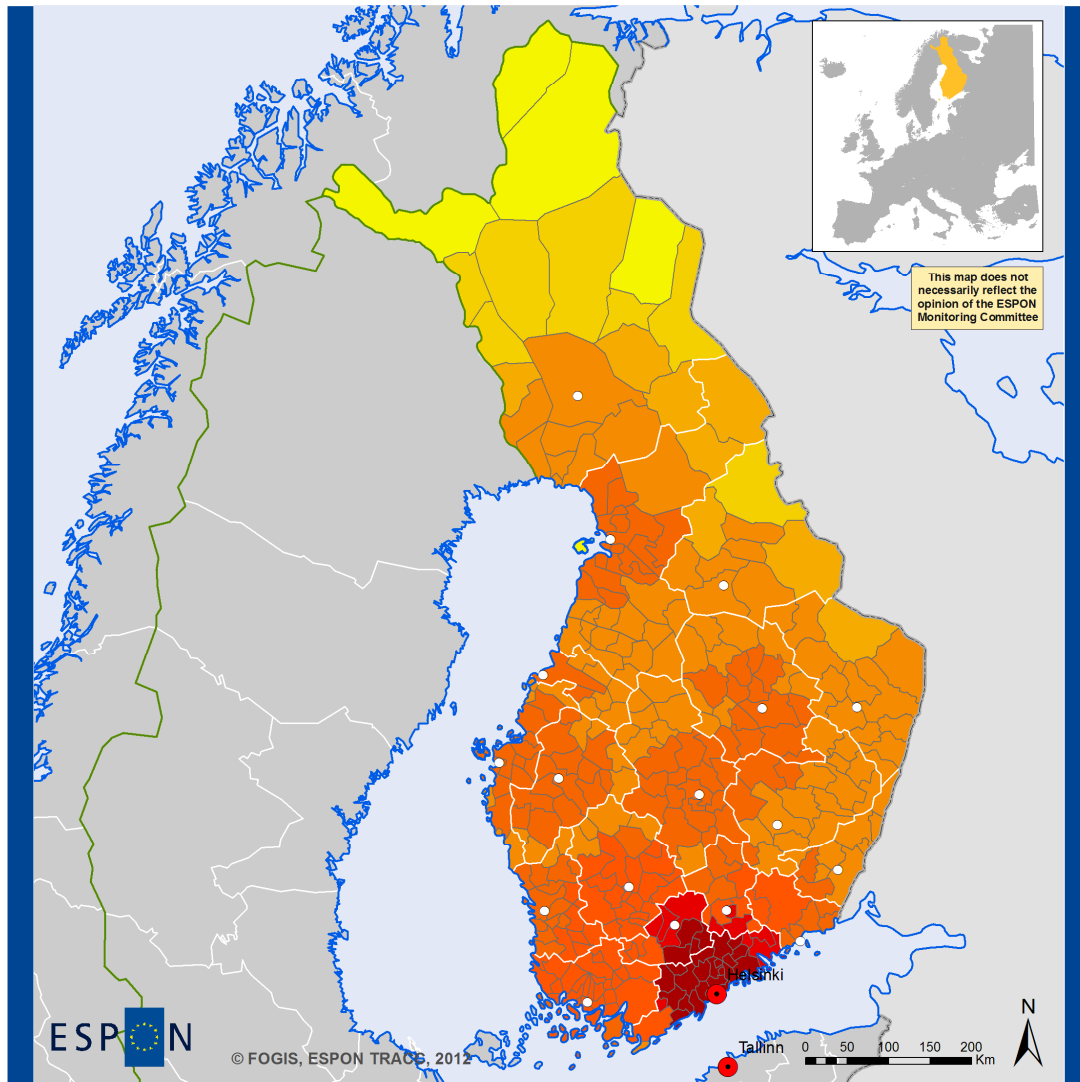 This map does not
necessarily reflect the
opinion of the ESPON
Monitoring Committee
Helsinki
ESPON
© FOGIS, ESPON TRACC, 2012
Tallinn
N
0 50 100 150 200
Km